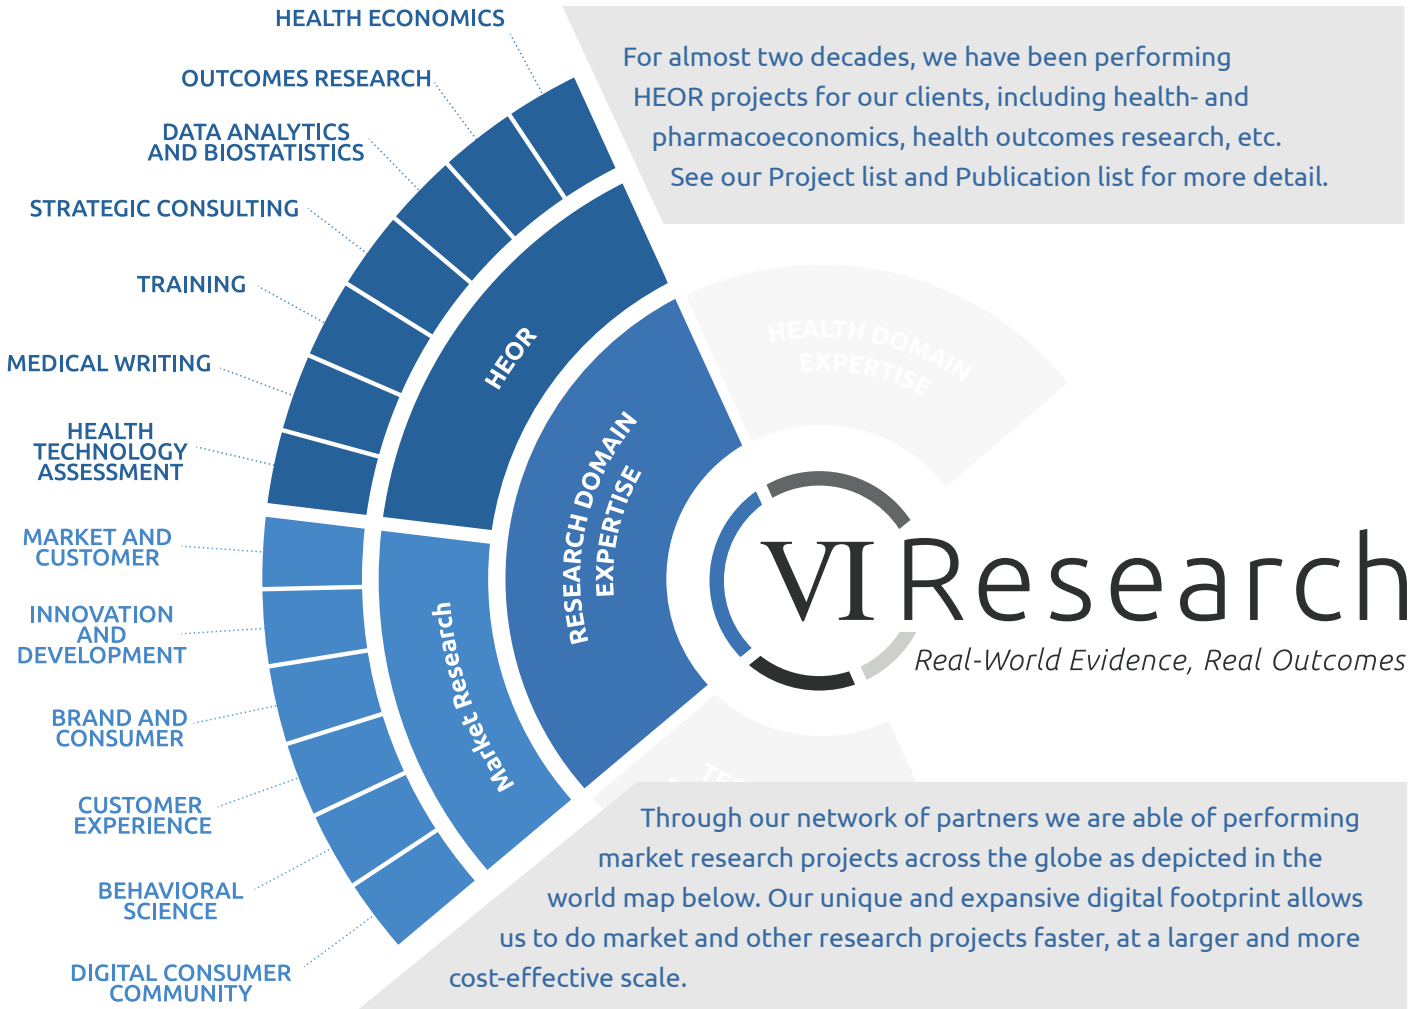 HEALTH ECONOMICS
OUTCOMES RESEARCH
DATA ANALYTICS
AND BIOSTATISTICS
STRATEGIC CONSULTING
TRAINING
MEDICAL WRITING
HEALTH
TECHNOLOGY
ASSESSMENT
MARKET AND
CUSTOMER
INNOVATION
AND
DEVELOPMENT
BRAND AND
CONSUMER
CUSTOMER
EXPERIENCE
BEHAVIORAL
SCIENCE
DIGITAL CONSUMER
COMMUNITY
HEOR
Market Research
RESEARCH DOMAIN
EXPERTISE
For almost two decades, we have been performing
HEOR projects for our clients, including health- and
pharmacoeconomics, health outcomes research, etc.
See our Project list and Publication list for more detail.
HEALTH DOMAIN
EXPERTISE
VI Research
Real-World Evidence, Real Outcomes
Through our network of partners we are able of performing
market research projects across the globe as depicted in the
world map below. Our unique and expansive digital footprint allows
us to do market and other research projects faster, at a larger and more
cost-effective scale.